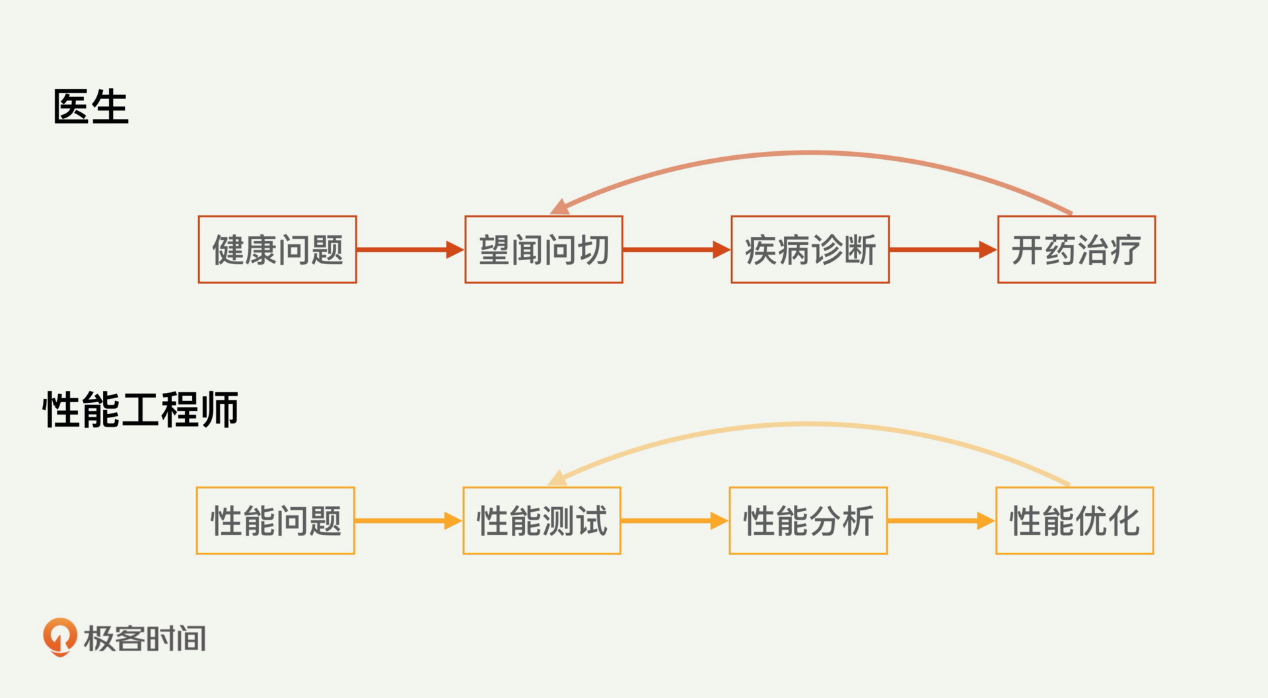 医生
健康问题
望闻问切
疾病诊断
开药治疗
性能工程师
性能问题
性能测试
性能分析
性能优化
极客时间